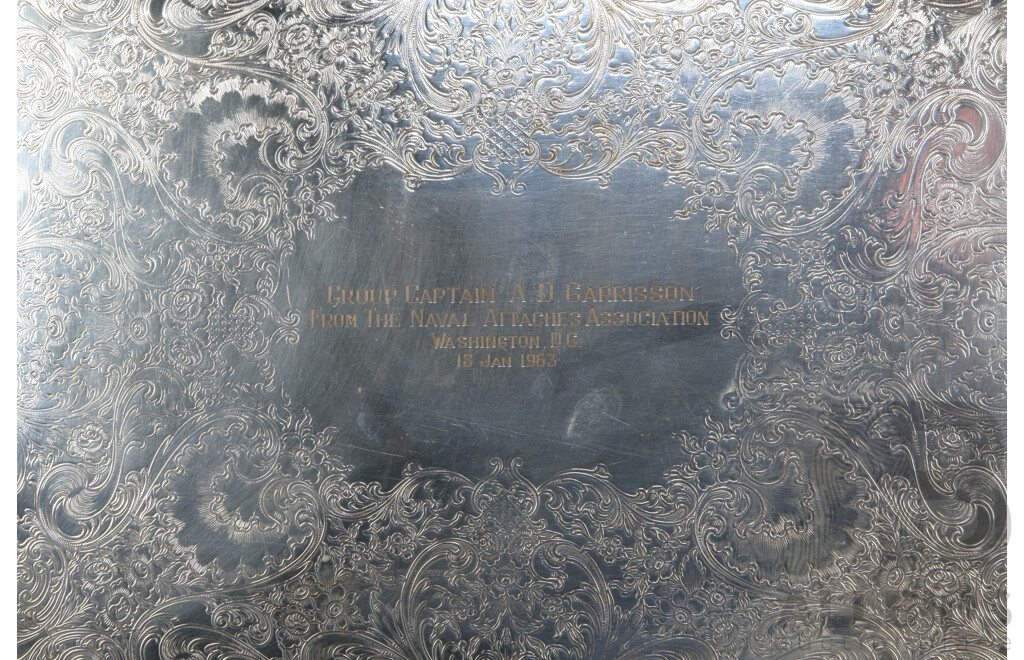 Group Captain A D Garrisson
From The Naval Attaches Association
Washington, D.C.
18 Jan 1963